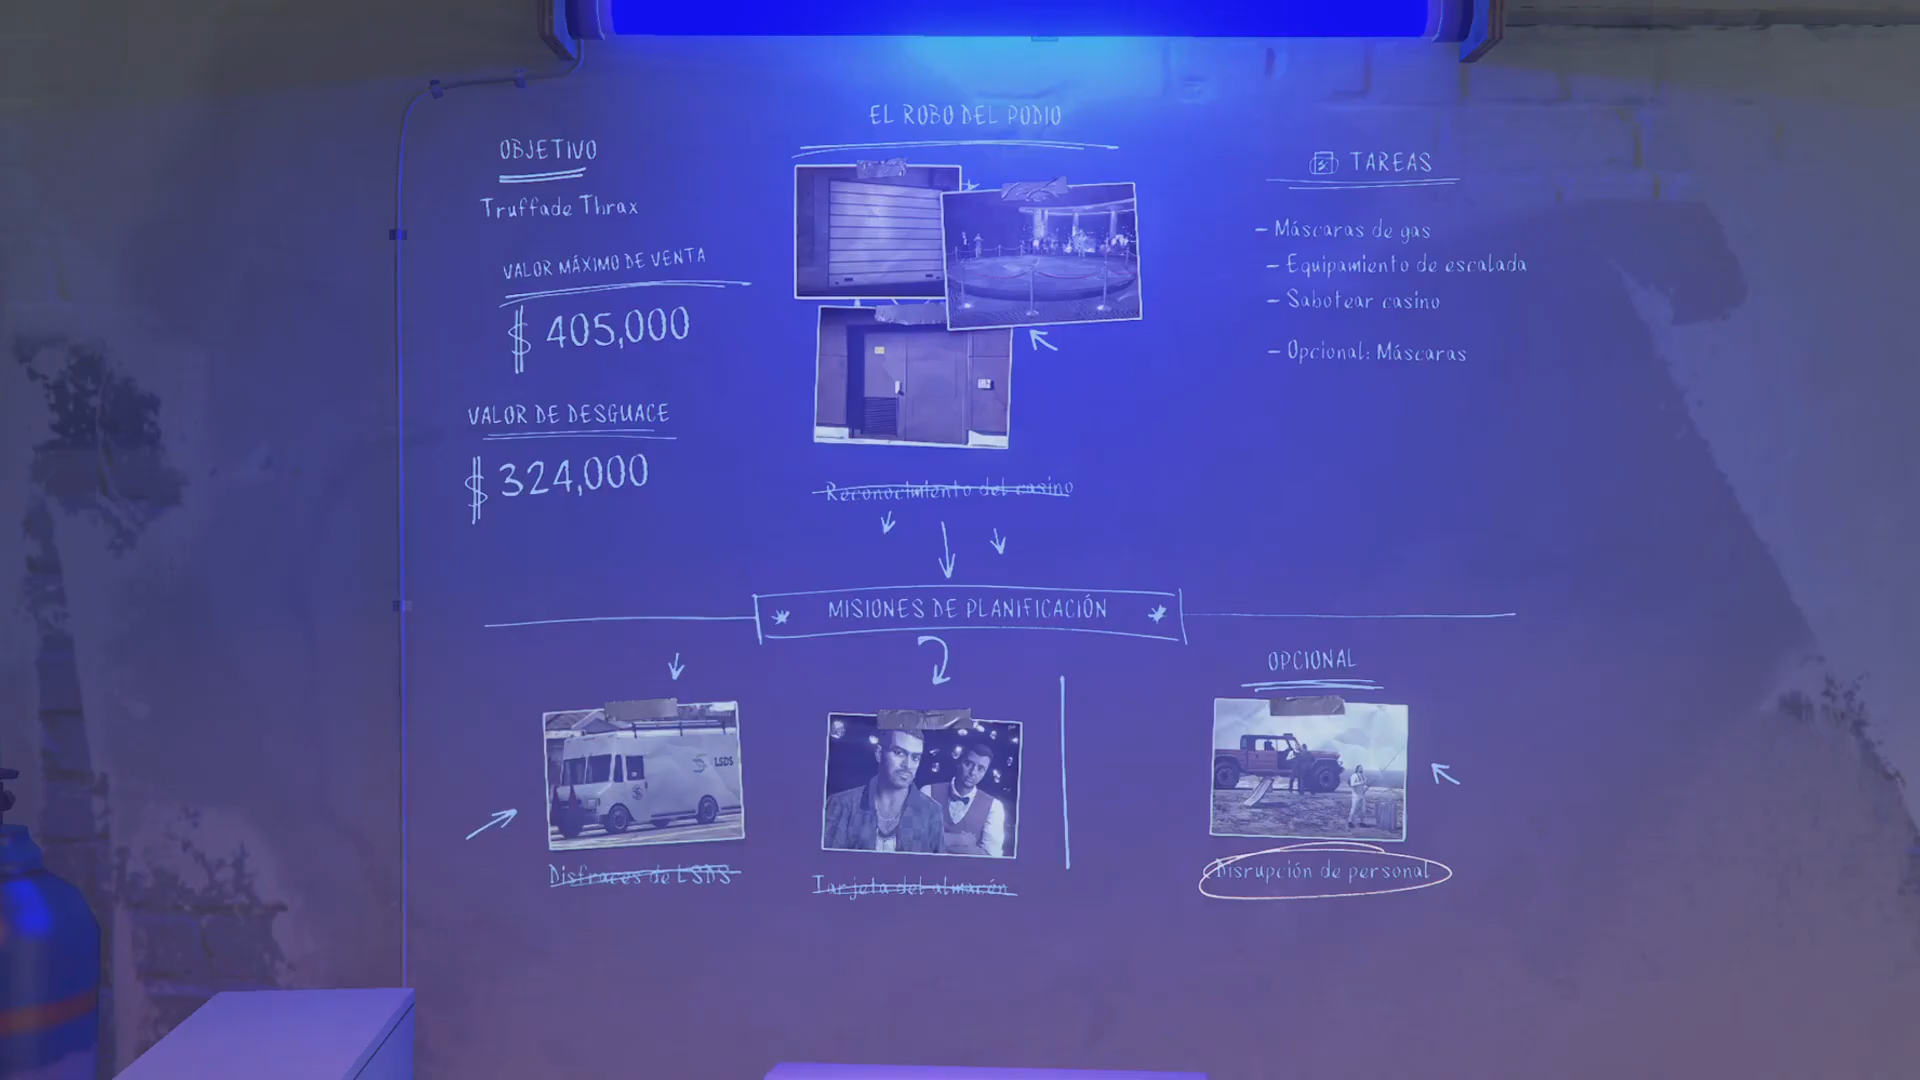 EL ROBO DEL PODIO
OBJETIVO
Truffade Thrax
VALOR MÁXIMO DE VENTA
$ 405,000
VALOR DE DESGUACE
$ 324,000
TAREAS
- Máscaras de gas
- Equipamiento de escalada
- Sabotear casino
- Opcional: Máscaras
Reconocimiento del casino
MISIONES DE PLANIFICACIÓN
LSDS
Disfraces de LSDS
Tarjeta del almacén
OPCIONAL
Disrupción de personal